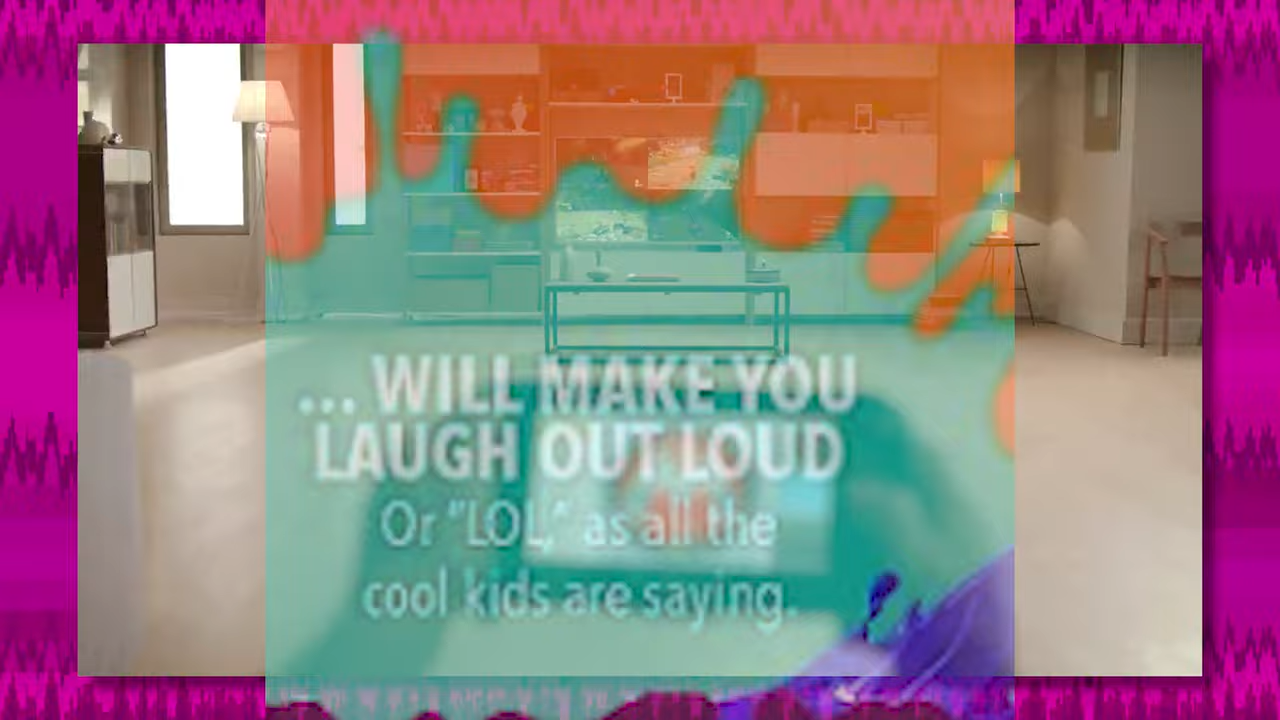 ... WILL MAKE YOU
LAUGH OUT LOUD
Or "LOL," as all the
cool kids are saying.